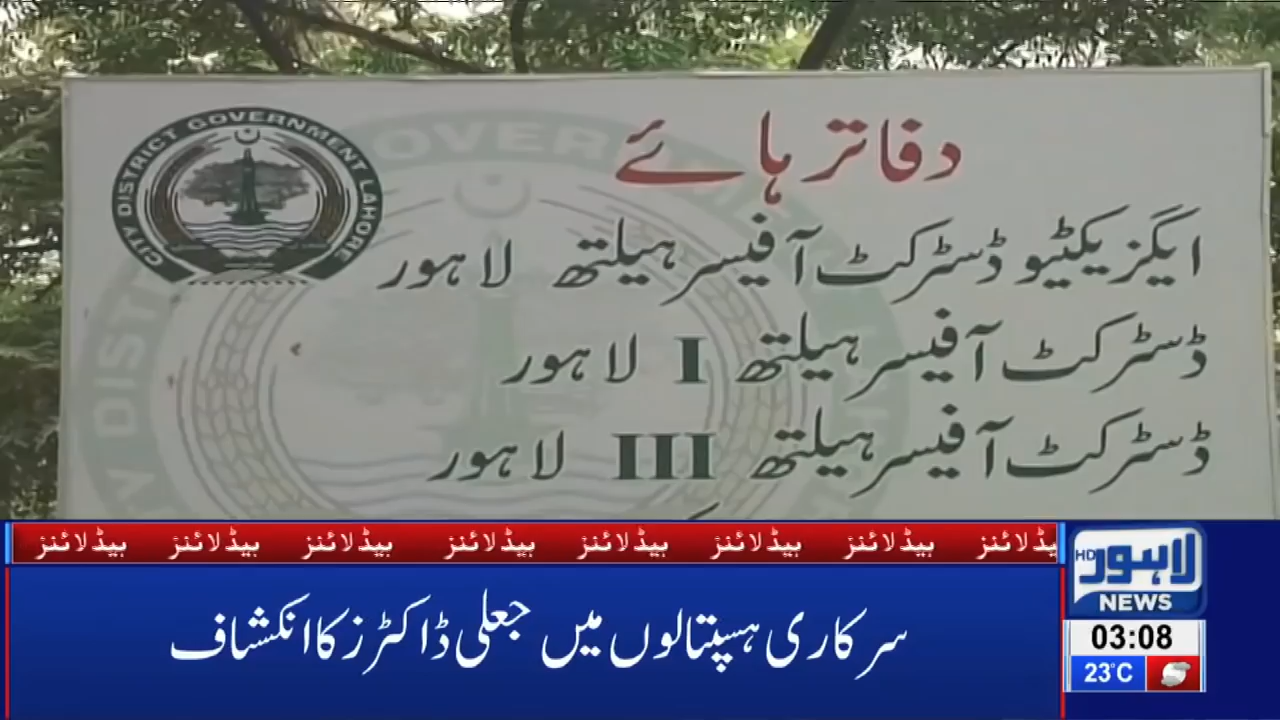 CITY DISTRICT GOVERNMENT LAHORE
دفاتر ہائے
ایگزیکٹیو ڈسٹرکٹ آفیسر ہیلتھ لاہور
ڈسٹرکٹ آفیسر ہیلتھ I لاہور
ڈسٹرکٹ آفیسر ہیلتھ III لاہور
ہیڈلائنز ہیڈلائنز ہیڈلائنز ہیڈلائنز ہیڈلائنز ہیڈلائنز ہیڈلائنز ہیڈلائنز
سرکاری ہسپتالوں میں جعلی ڈاکٹرز کا انکشاف
لاہور HD
NEWS
03:08
23°C